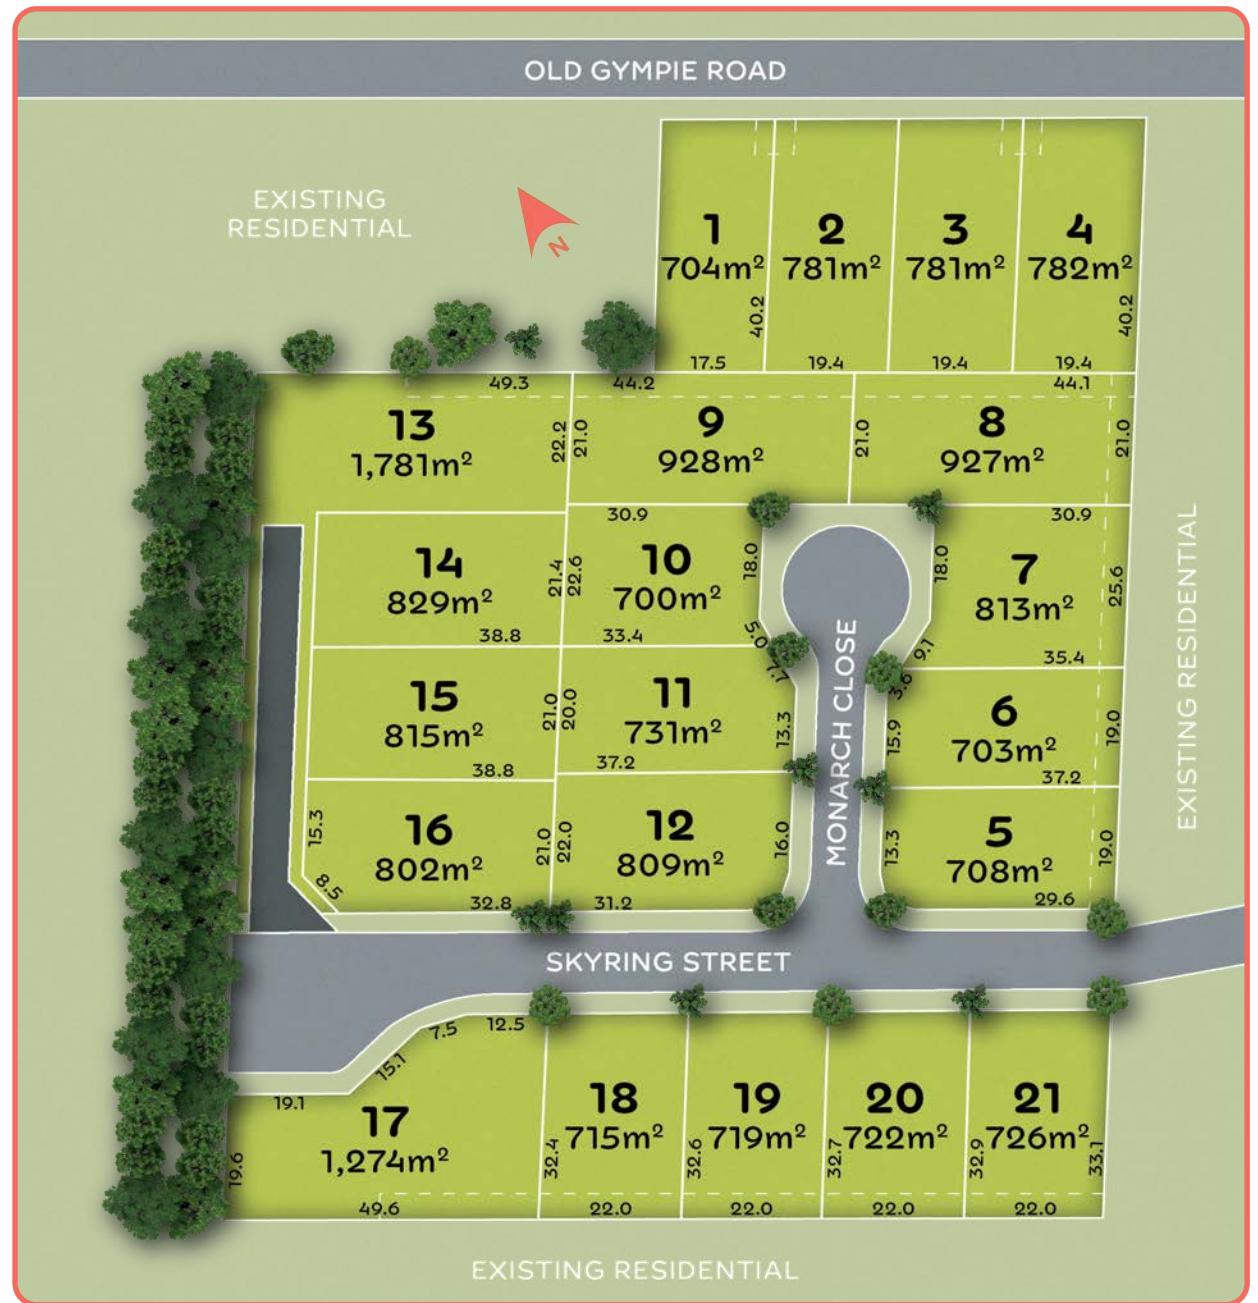 OLD GYMPIE ROAD
EXISTING
RESIDENTIAL
N
1
704m²
40.2
17.5
2
781m²
19.4
3
781m²
19.4
4
782m²
40.2
19.4
49.3
13
1,781m²
22.2
44.2
21.0
9
928m²
44.1
21.0
8
927m²
21.0
14
829m²
21.4
38.8
30.9
22.6
10
700m²
18.0
33.4
5.0
30.9
18.0
7
813m²
25.6
9.1
35.4
15
815m²
21.0
38.8
20.0
11
731m²
7.7
13.3
37.2
3.6
15.9
6
703m²
19.0
37.2
15.3
16
802m²
21.0
8.5
32.8
22.0
12
809m²
16.0
31.2
13.3
5
708m²
19.0
29.6
MONARCH CLOSE
EXISTING RESIDENTIAL
SKYRING STREET
19.1
15.1
7.5
12.5
17
1,274m²
19.6
49.6
18
715m²
32.4
22.0
19
719m²
32.6
22.0
20
722m²
32.7
22.0
21
726m²
32.9
33.1
22.0
EXISTING RESIDENTIAL